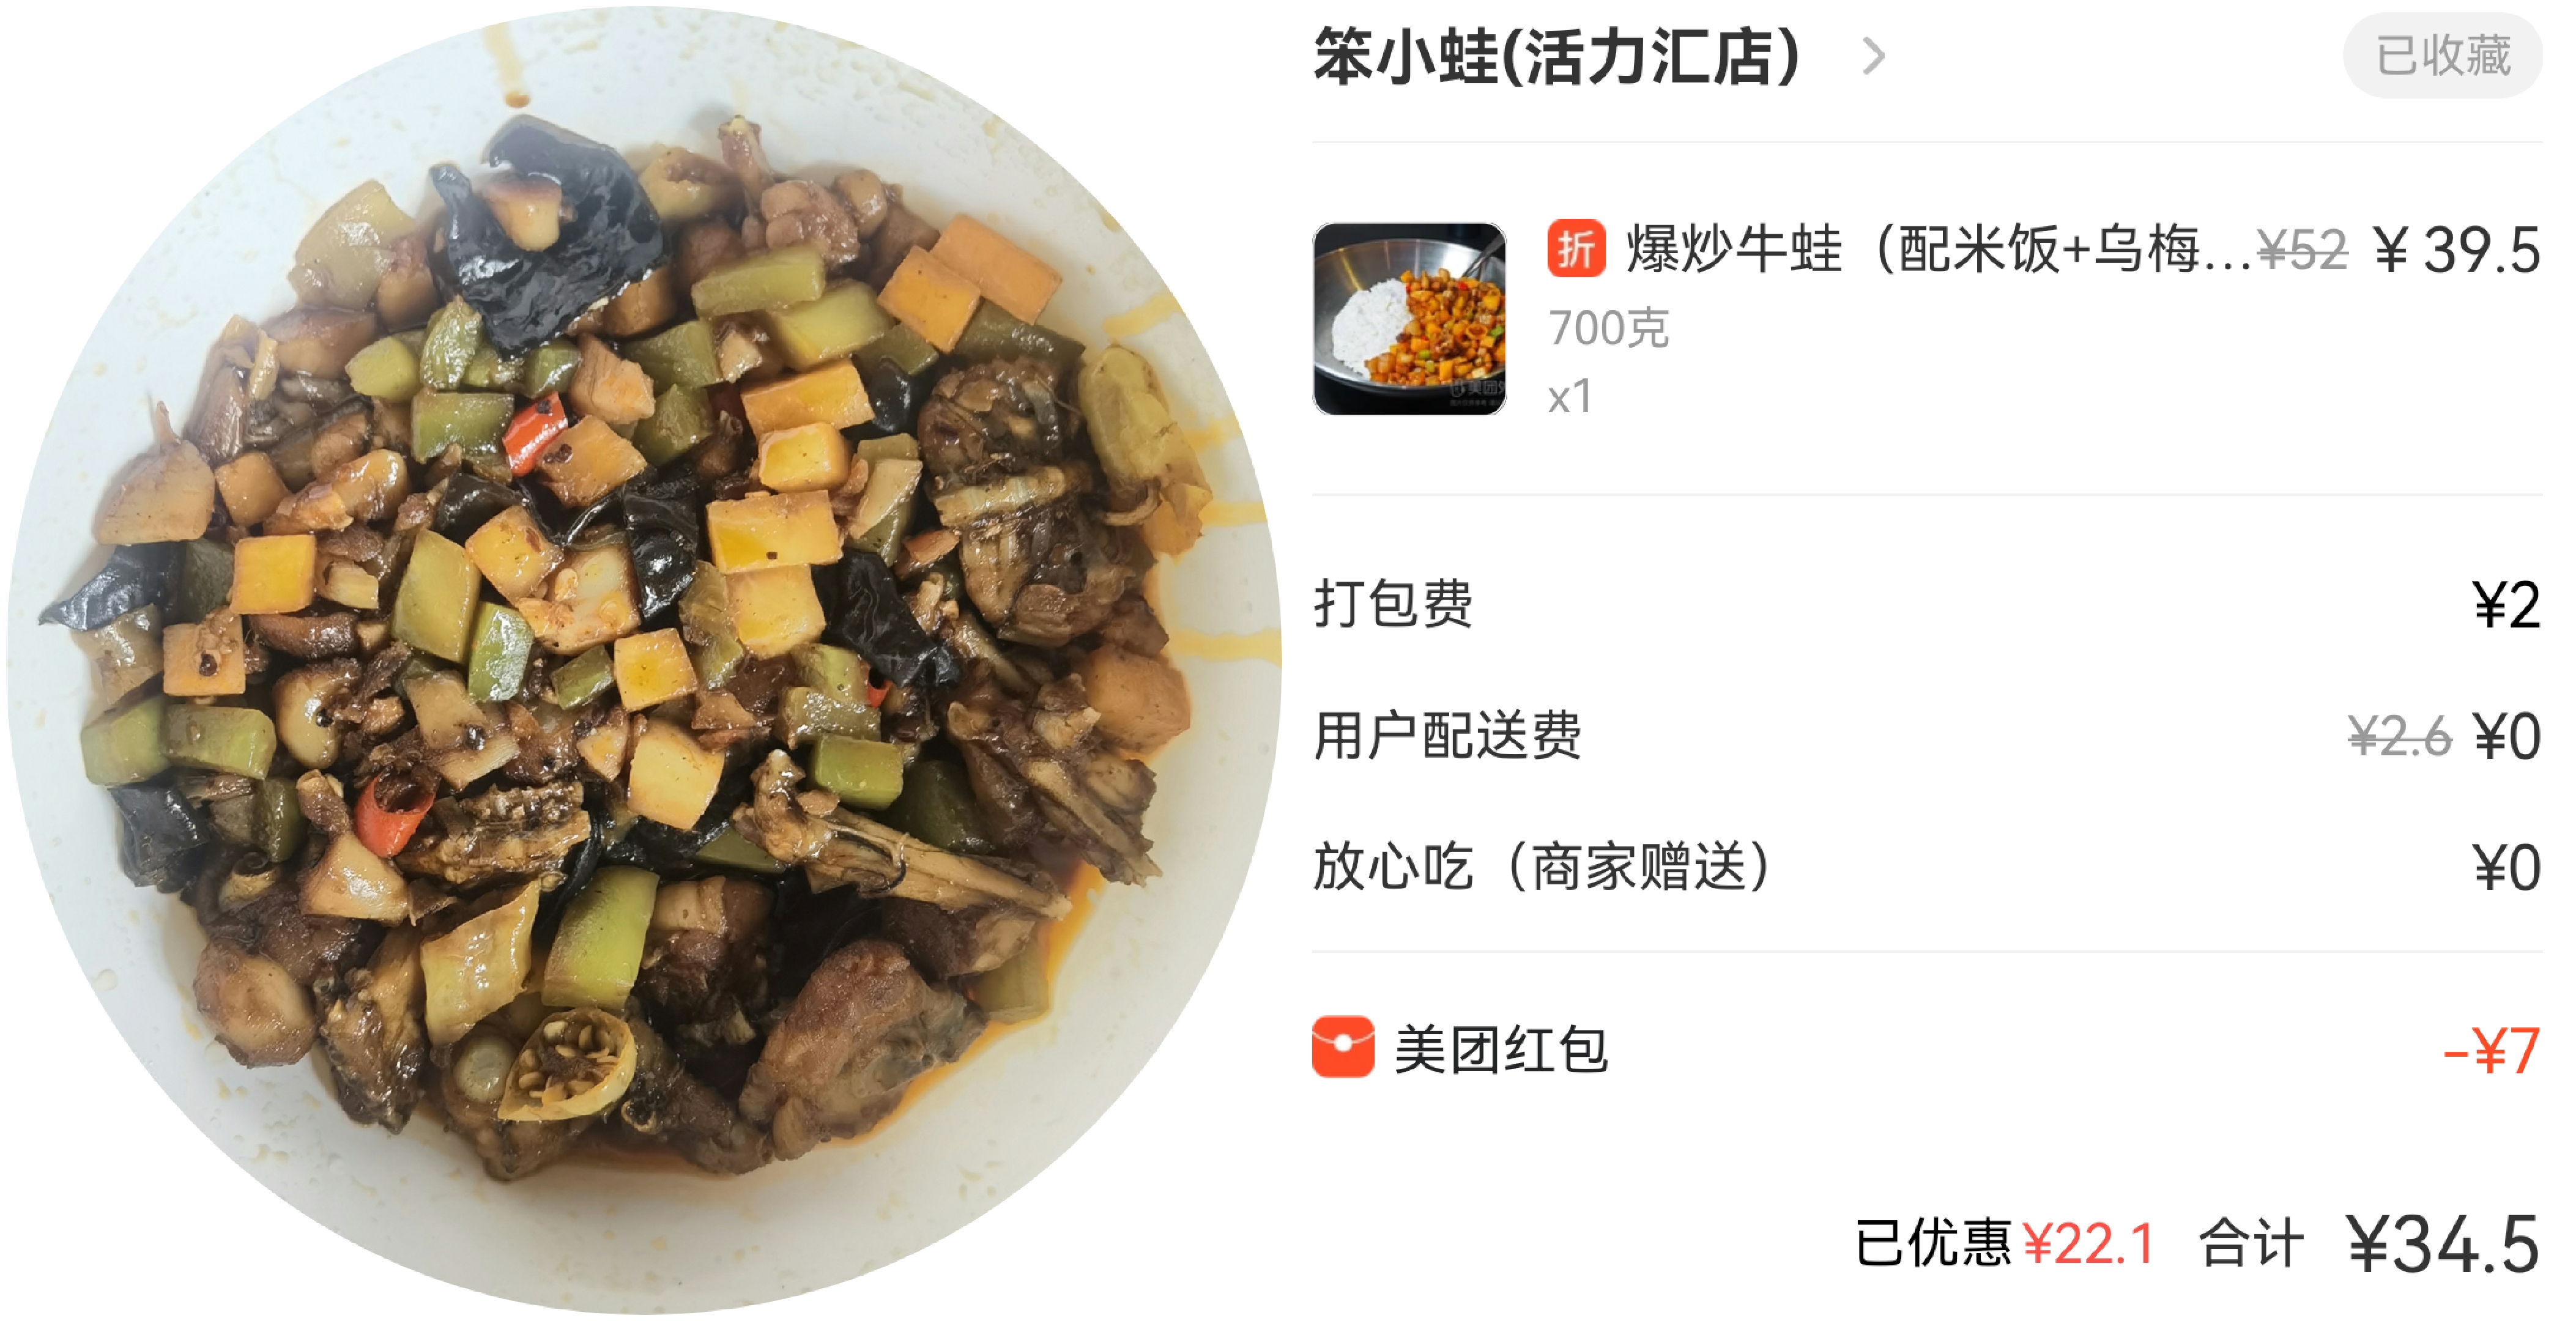 笨小蛙(活力汇店)
已收藏
折 爆炒牛蛙（配米饭+乌梅... ¥52 ¥39.5
700克
x1
打包费 ¥2
用户配送费 ¥2.6 ¥0
放心吃（商家赠送） ¥0
美团红包 -¥7
已优惠¥22.1 合计 ¥34.5